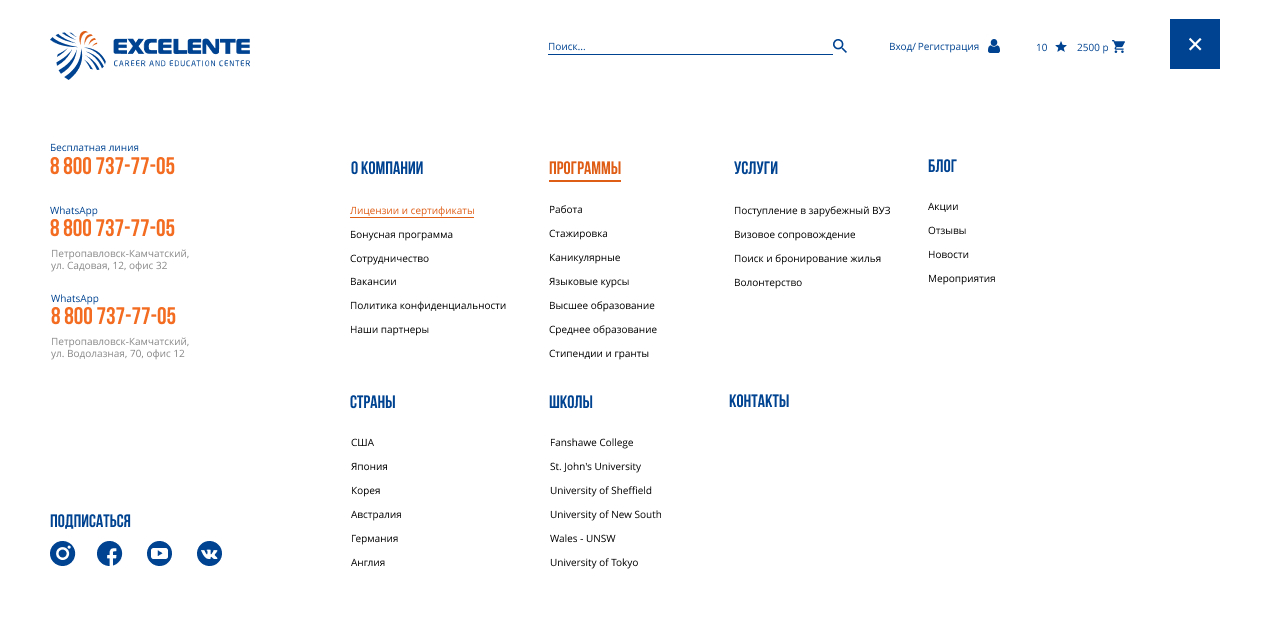 EXCELENTE
CAREER AND EDUCATION CENTER
Поиск...
Вход/ Регистрация
10
2500 р
Бесплатная линия
8 800 737-77-05
WhatsApp
8 800 737-77-05
Петропавловск-Камчатский,
ул. Садовая, 12, офис 32
WhatsApp
8 800 737-77-05
Петропавловск-Камчатский,
ул. Водолазная, 70, офис 12
ПОДПИСАТЬСЯ
О КОМПАНИИ
Лицензии и сертификаты
Бонусная программа
Сотрудничество
Вакансии
Политика конфиденциальности
Наши партнеры
ПРОГРАММЫ
Работа
Стажировка
Каникулярные
Языковые курсы
Высшее образование
Среднее образование
Стипендии и гранты
УСЛУГИ
Поступление в зарубежный ВУЗ
Визовое сопровождение
Поиск и бронирование жилья
Волонтерство
БЛОГ
Акции
Отзывы
Новости
Мероприятия
СТРАНЫ
США
Япония
Корея
Австралия
Германия
Англия
ШКОЛЫ
Fanshawe College
St. John's University
University of Sheffield
University of New South
Wales - UNSW
University of Tokyo
КОНТАКТЫ